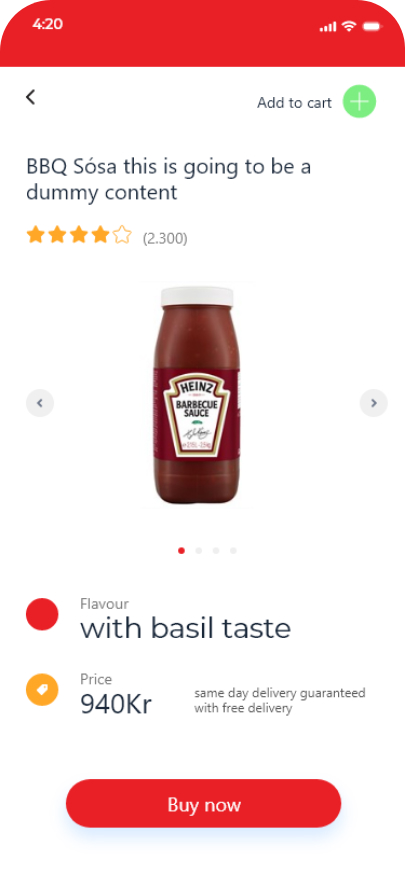 4:20
Add to cart
BBQ Sósa this is going to be a
dummy content
(2.300)
HEINZ
BARBECUE
SAUCE
Flavour
with basil taste
Price
940Kr
same day delivery guaranteed
with free delivery
Buy now